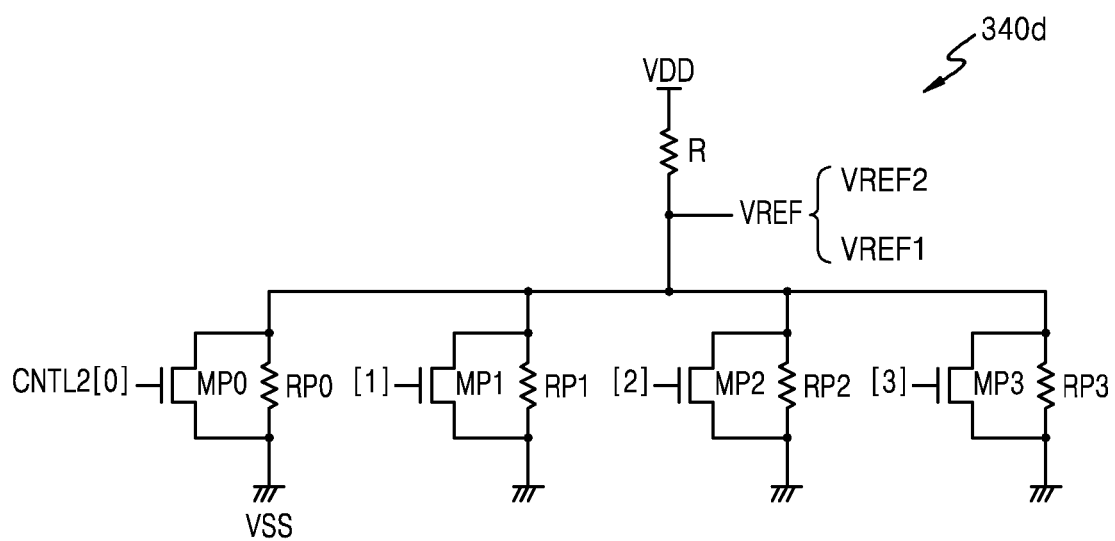 340d
VDD
R
VREF
VREF2
VREF1
CNTL2[0] MP0 RP0 [1] MP1 RP1 [2] MP2 RP2 [3] MP3 RP3
VSS